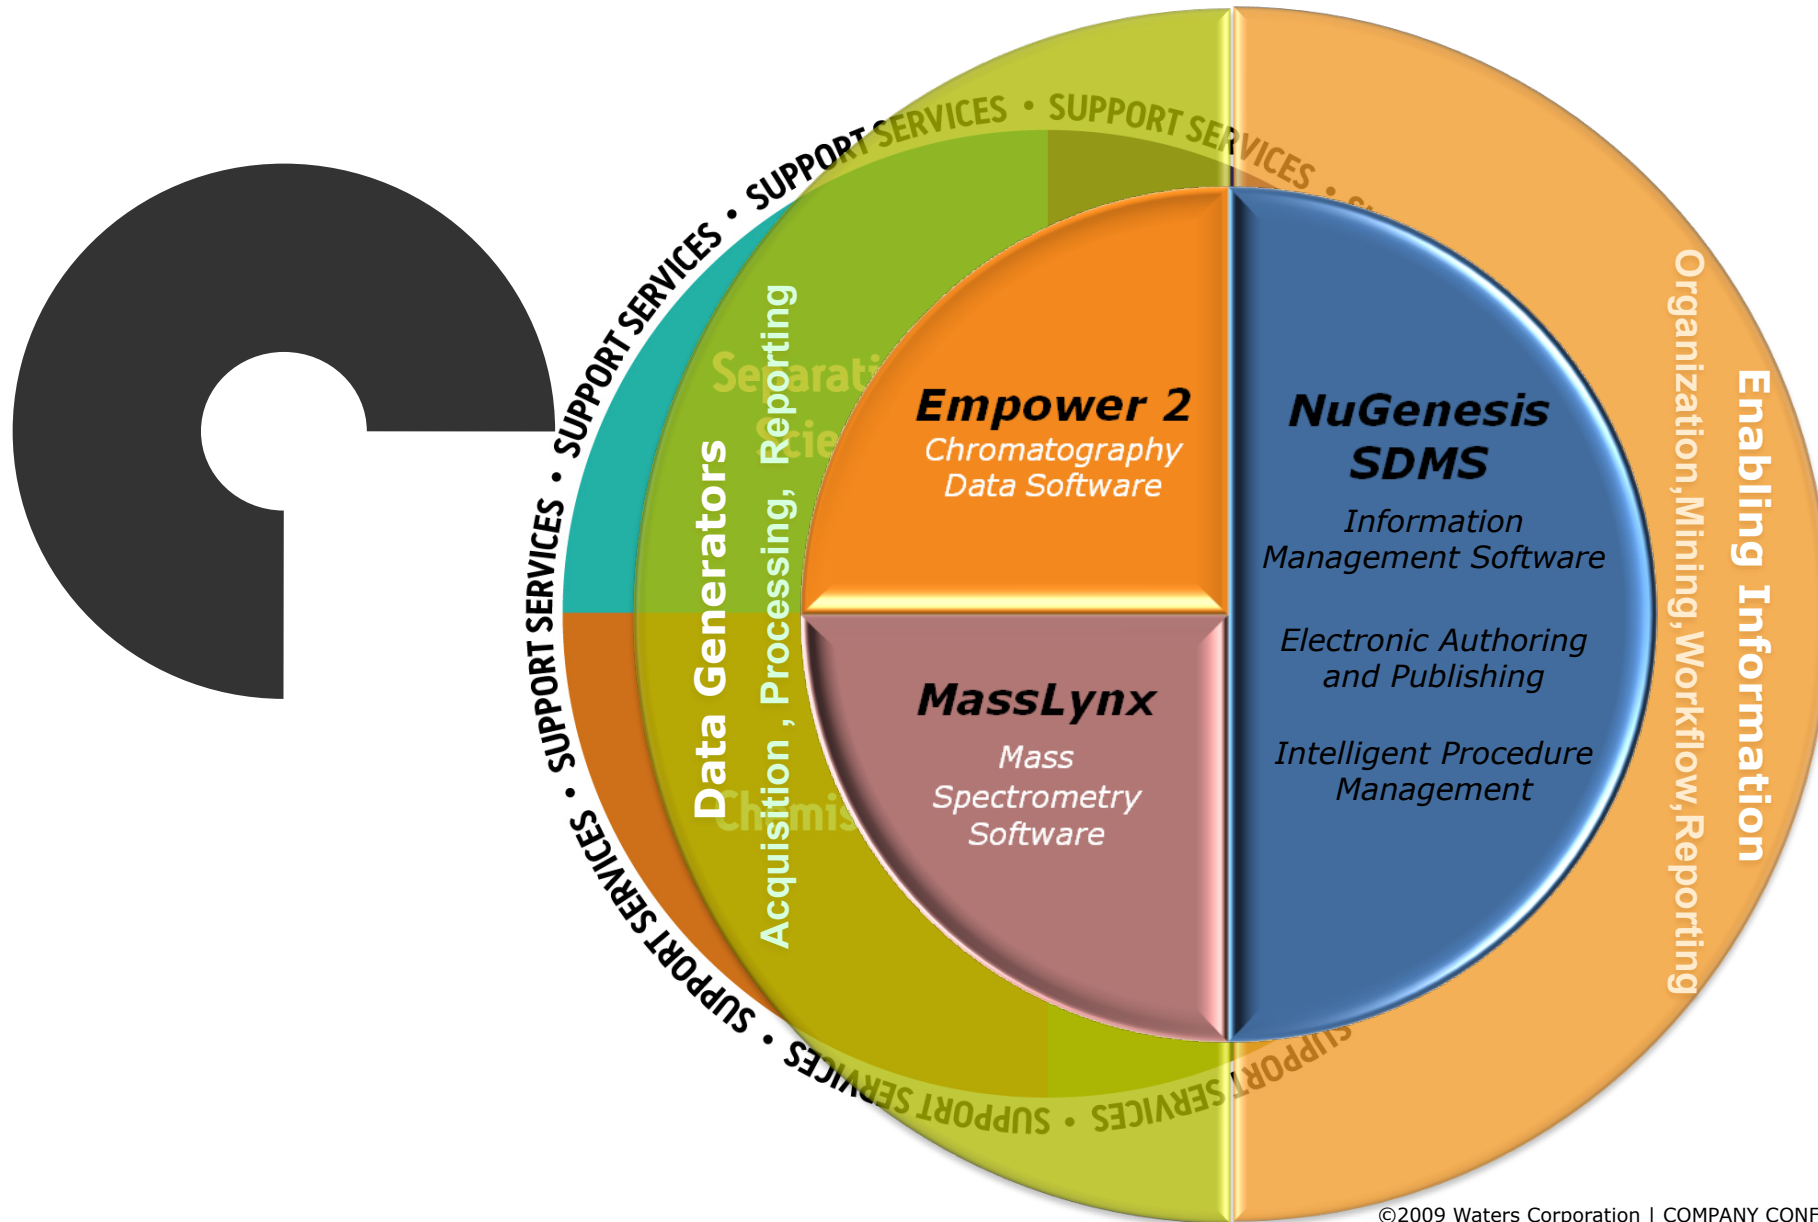 SUPPORT SERVICES • SUPPORT SERVICES • SUPPORT SERVICES • SUPPORT SERVICES • SUPPORT SERVICES •
SUPPORT SERVICES • SUPPORT SERVICES • SUPPORT SERVICES • SUPPORT
Data Generators
Acquisition , Processing, Reporting
Empower 2
Chromatography
Data Software
MassLynx
Mass
Spectrometry
Software
NuGenesis
SDMS
Information
Management Software
Electronic Authoring
and Publishing
Intelligent Procedure
Management
Organization,Mining,Workflow,Reporting
Enabling Information
©2009 Waters Corporation | COMPANY CONF